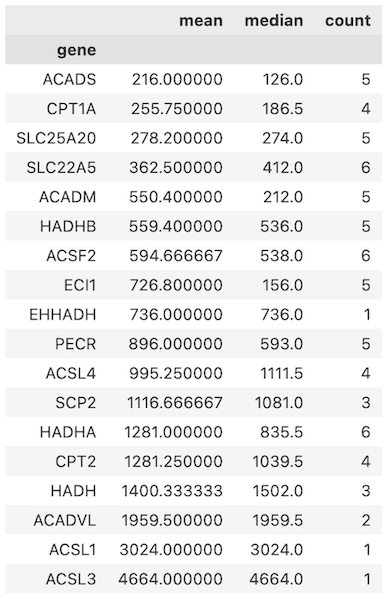 mean median count
gene
ACADS 216.000000 126.0 5
CPT1A 255.750000 186.5 4
SLC25A20 278.200000 274.0 5
SLC22A5 362.500000 412.0 6
ACADM 550.400000 212.0 5
HADHB 559.400000 536.0 5
ACSF2 594.666667 538.0 6
ECI1 726.800000 156.0 5
EHHADH 736.000000 736.0 1
PECR 896.000000 593.0 5
ACSL4 995.250000 1111.5 4
SCP2 1116.666667 1081.0 3
HADHA 1281.000000 835.5 6
CPT2 1281.250000 1039.5 4
HADH 1400.333333 1502.0 3
ACADVL 1959.500000 1959.5 2
ACSL1 3024.000000 3024.0 1
ACSL3 4664.000000 4664.0 1